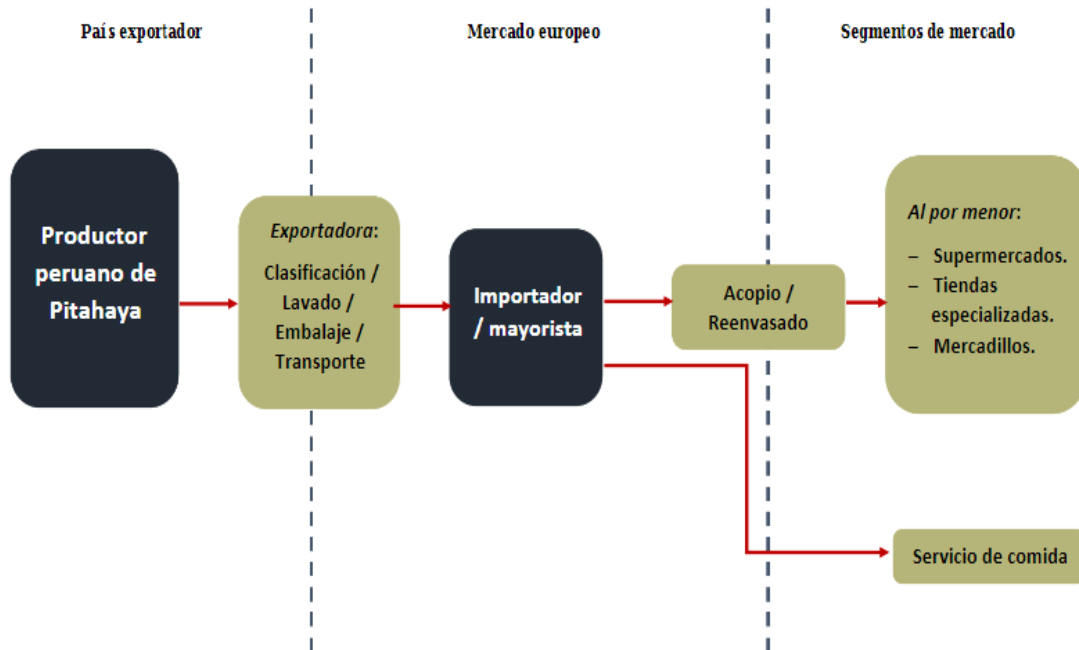 País exportador
Mercado europeo
Segmentos de mercado
Productor
peruano de
Pitahaya
Exportadora:
Clasificación /
Lavado /
Embalaje /
Transporte
Importador
/ mayorista
Acopio /
Reenvasado
Al por menor:
– Supermercados.
– Tiendas
especializadas.
– Mercadillos.
Servicio de comida